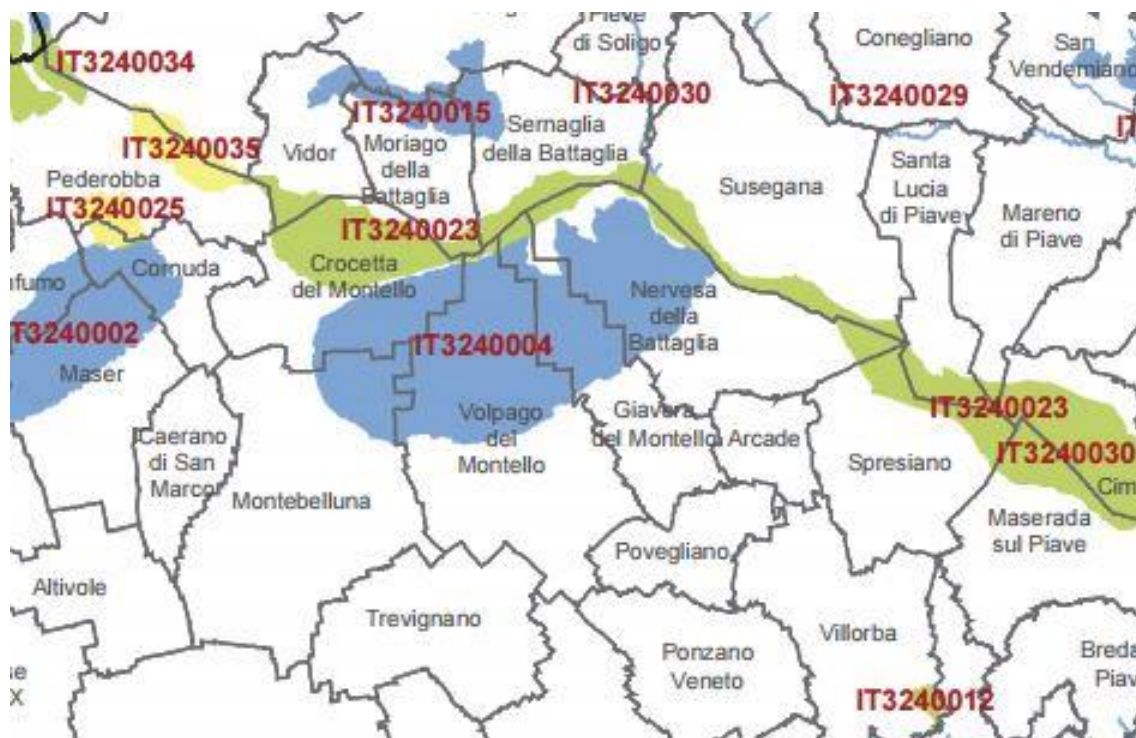 Pieve
di Soligo
Conegliano
San
Vendemiano
IT3240034
IT3240015
IT3240030
IT3240029
IT3240035
Vidor
Moriago
della
Battaglia
Sernaglia
della Battaglia
Susegana
Santa
Lucia
di Piave
Mareno
di Piave
Pederobba
IT3240025
IT3240023
Cornuda
Crocetta
del Montello
Nervesa
della
Battaglia
IT3240002
IT3240004
Maser
Volpago
del
Montello
Giavera
del Montello
Arcade
IT3240023
IT3240030
Caerano
di San
Marco
Montebelluna
Spresiano
Cim
Maserada
sul Piave
Povegliano
Altivole
Trevignano
Villorba
Ponzano
Veneto
Breda
Piav
IT3240012